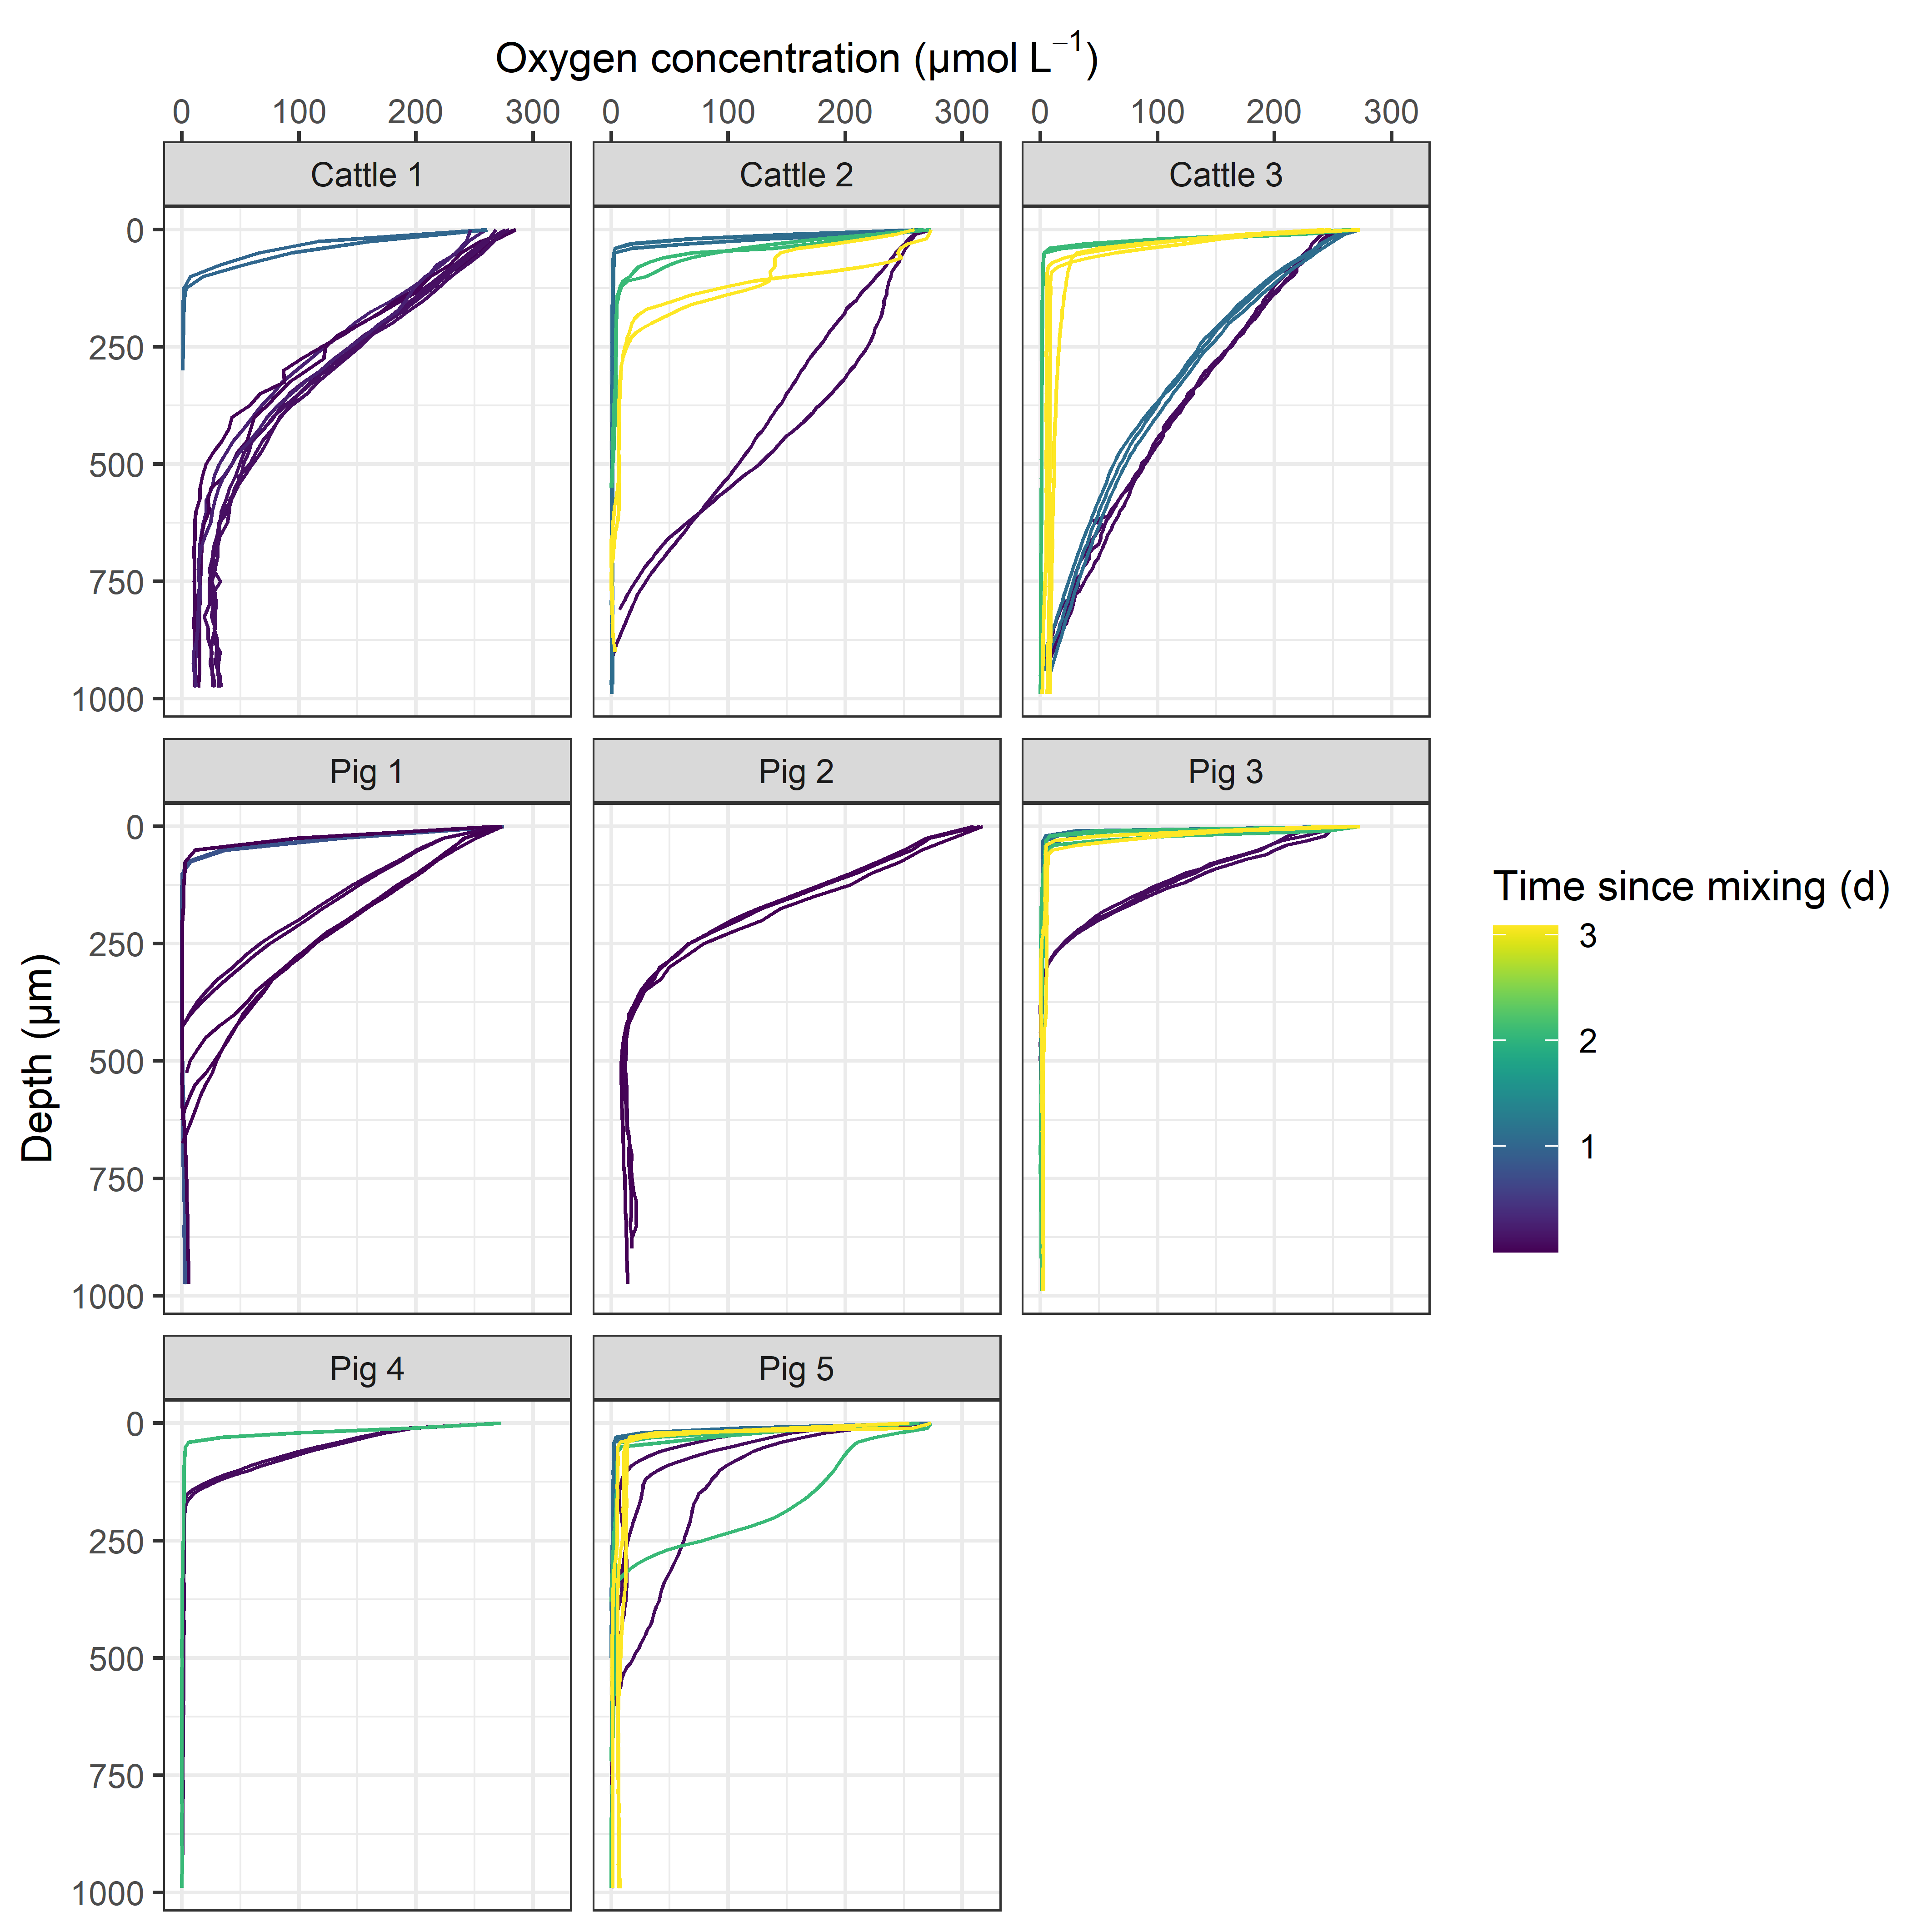 Oxygen concentration (µmol L⁻¹)
0 100 200 300 0 100 200 300 0 100 200 300
Cattle 1 Cattle 2 Cattle 3
0
250
500
750
1000
Pig 1 Pig 2 Pig 3
0
250
500
750
1000
Depth (µm)
Time since mixing (d)
3
2
1
Pig 4 Pig 5
0
250
500
750
1000